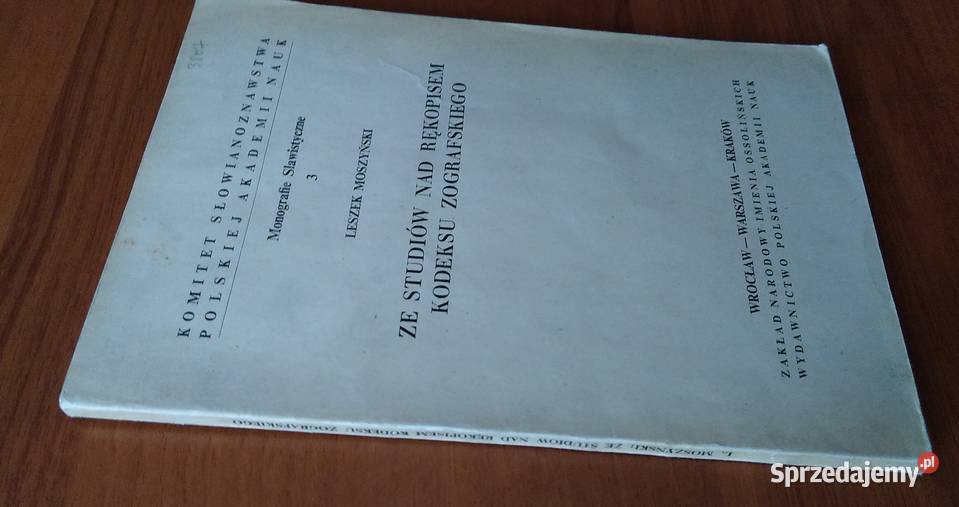 3887
KOMITET SŁOWIANOZNAWSTWA
POLSKIEJ AKADEMII NAUK
Monografie Slawistyczne
3
LESZEK MOSZYŃSKI
ZE STUDIÓW NAD RĘKOPISEM
KODEKSU ZOGRAFSKIEGO
WROCŁAW — WARSZAWA — KRAKÓW
ZAKŁAD NARODOWY IMIENIA OSSOLIŃSKICH
WYDAWNICTWO POLSKIEJ AKADEMII NAUK
L. MOSZYŃSKI: ZE STUDIÓW NAD RĘKOPISEM KODEKSU ZOGRAFSKIEGO
Sprzedajemy.pl